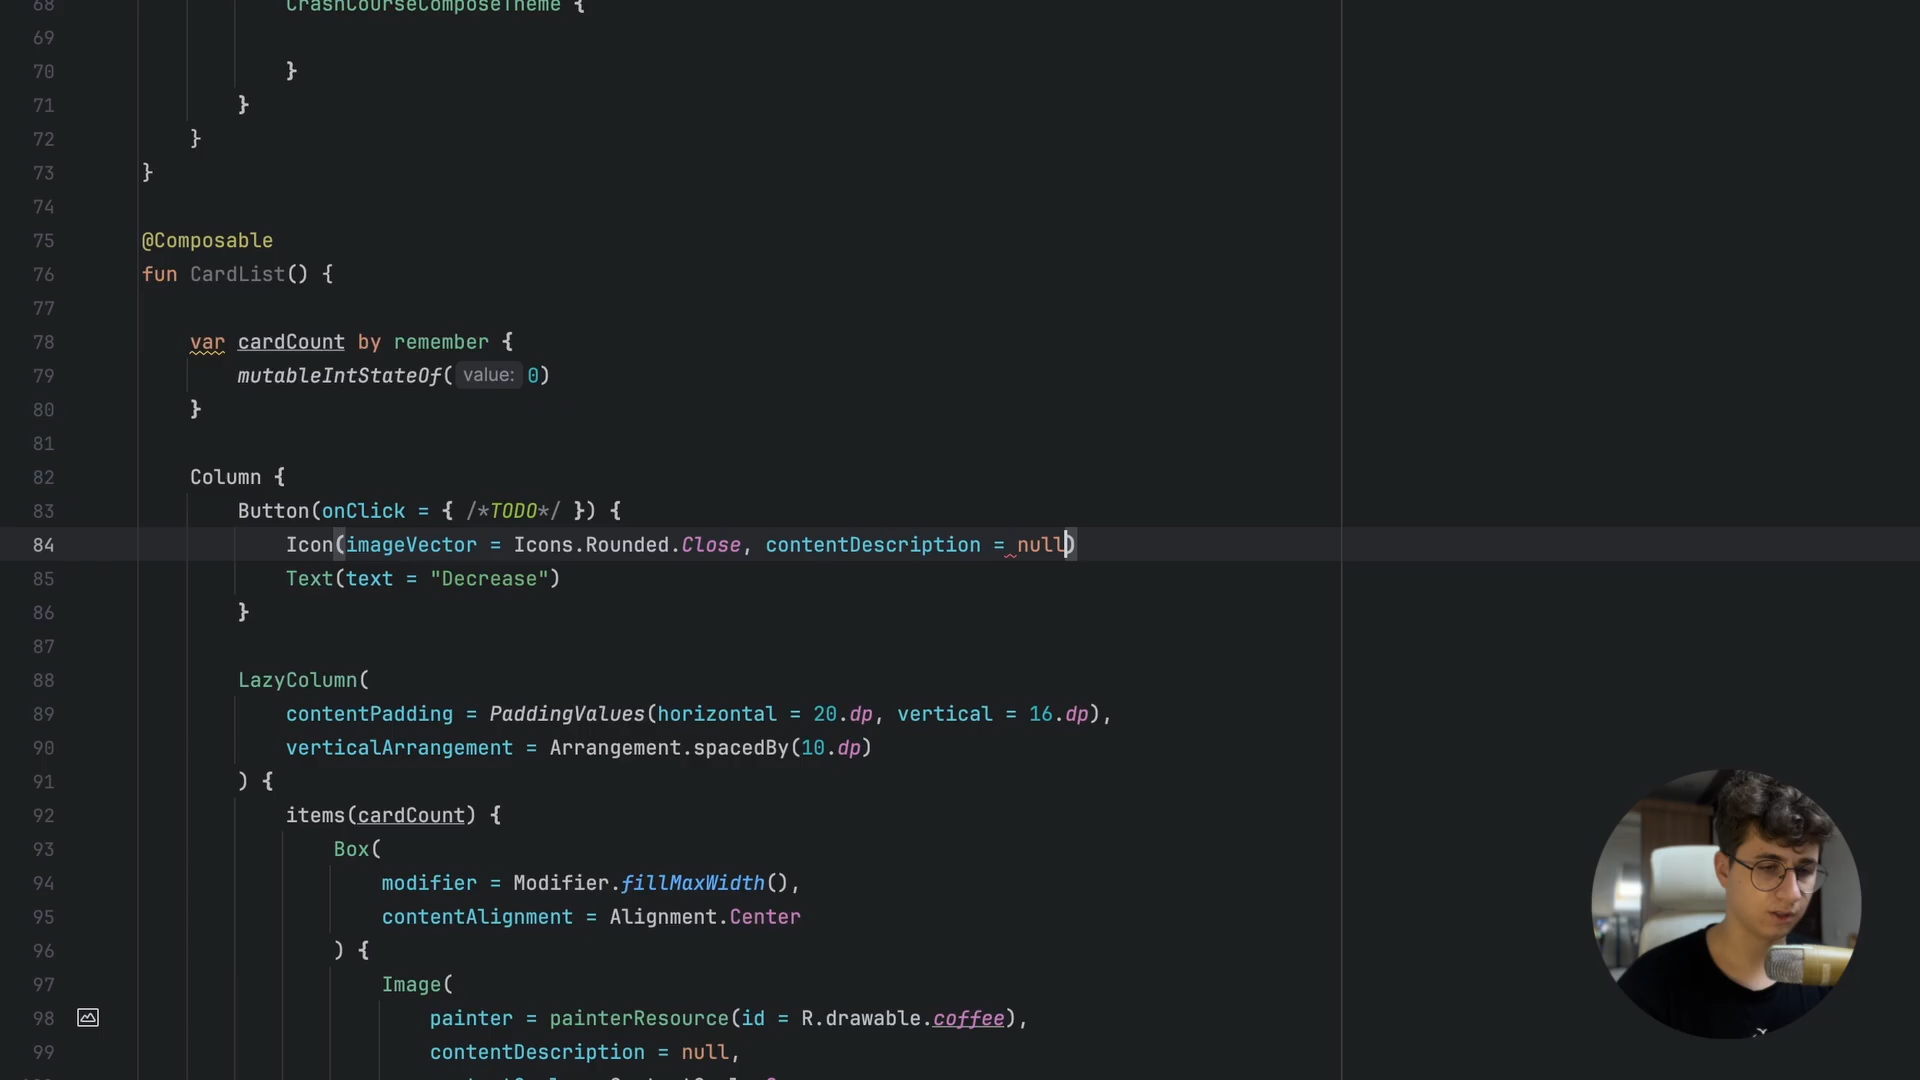 68 CrashCourseComposeTheme {
69
70 }
71 }
72 }
73 }
74
75 @Composable
76 fun CardList() {
77
78 var cardCount by remember {
79 mutableIntStateOf( value: 0)
80 }
81
82 Column {
83 Button(onClick = { /*TODO*/ }) {
84 Icon(imageVector = Icons.Rounded.Close, contentDescription = null)
85 Text(text = "Decrease")
86 }
87
88 LazyColumn(
89 contentPadding = PaddingValues(horizontal = 20.dp, vertical = 16.dp),
90 verticalArrangement = Arrangement.spacedBy(10.dp)
91 ) {
92 items(cardCount) {
93 Box(
94 modifier = Modifier.fillMaxWidth(),
95 contentAlignment = Alignment.Center
96 ) {
97 Image(
98 painter = painterResource(id = R.drawable.coffee),
99 contentDescription = null,